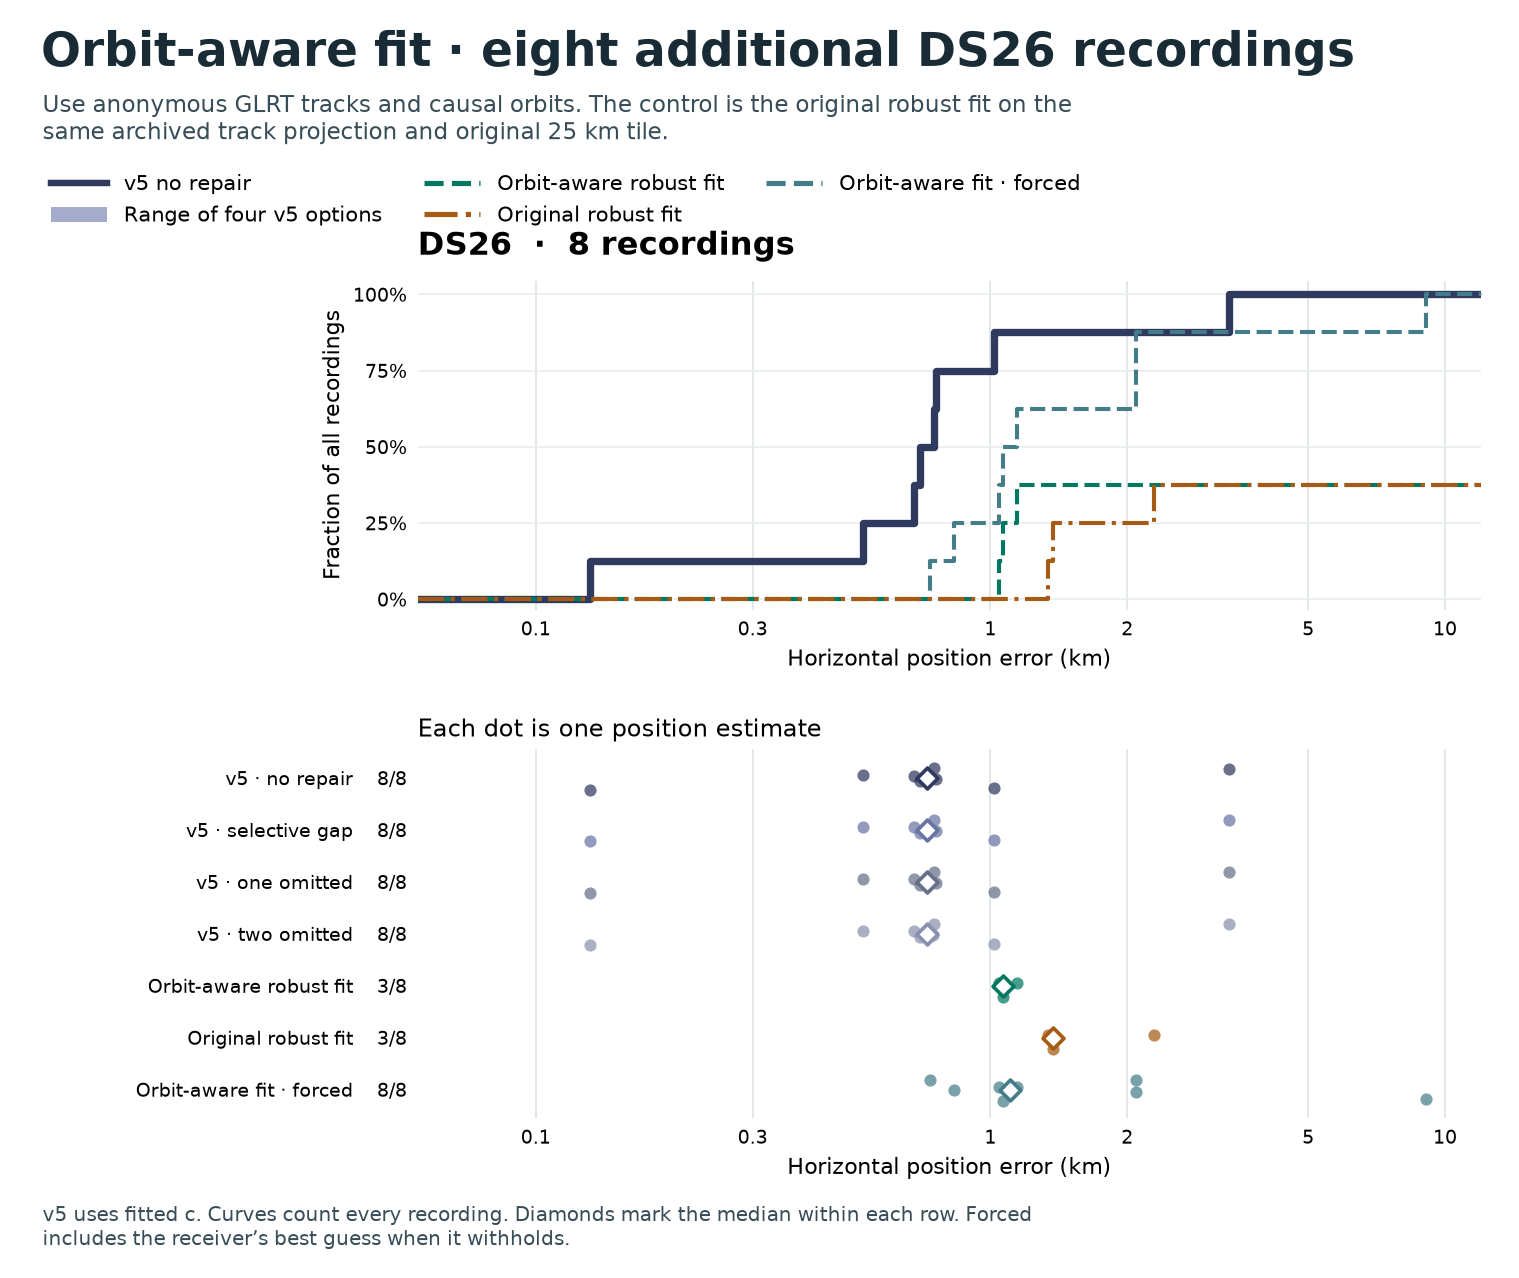 Orbit-aware fit · eight additional DS26 recordings
Use anonymous GLRT tracks and causal orbits. The control is the original robust fit on the
same archived track projection and original 25 km tile.
v5 no repair
Range of four v5 options
Orbit-aware robust fit
Original robust fit
Orbit-aware fit · forced
DS26 · 8 recordings
Fraction of all recordings
100%
75%
50%
25%
0%
0.1 0.3 1 2 5 10
Horizontal position error (km)
Each dot is one position estimate
v5 · no repair 8/8
v5 · selective gap 8/8
v5 · one omitted 8/8
v5 · two omitted 8/8
Orbit-aware robust fit 3/8
Original robust fit 3/8
Orbit-aware fit · forced 8/8
0.1 0.3 1 2 5 10
Horizontal position error (km)
v5 uses fitted c. Curves count every recording. Diamonds mark the median within each row. Forced
includes the receiver’s best guess when it withholds.